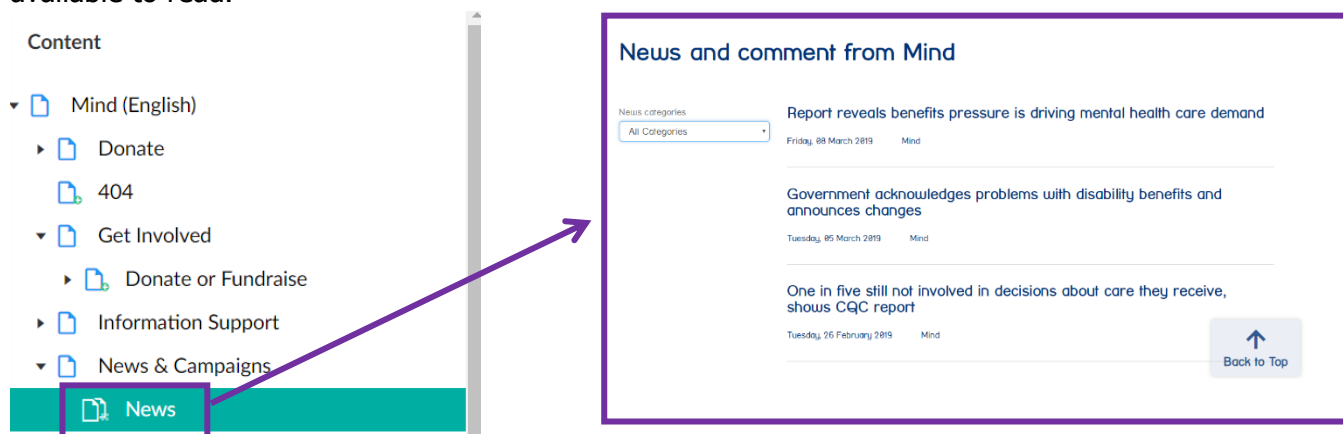 available to read.
Content
Mind (English)
Donate
404
Get Involved
Donate or Fundraise
Information Support
News & Campaigns
News
News and comment from Mind
News categories
All Categories
Report reveals benefits pressure is driving mental health care demand
Friday, 08 March 2019 Mind
Government acknowledges problems with disability benefits and
announces changes
Tuesday, 05 March 2019 Mind
One in five still not involved in decisions about care they receive,
shows CQC report
Tuesday, 26 February 2019 Mind
Back to Top